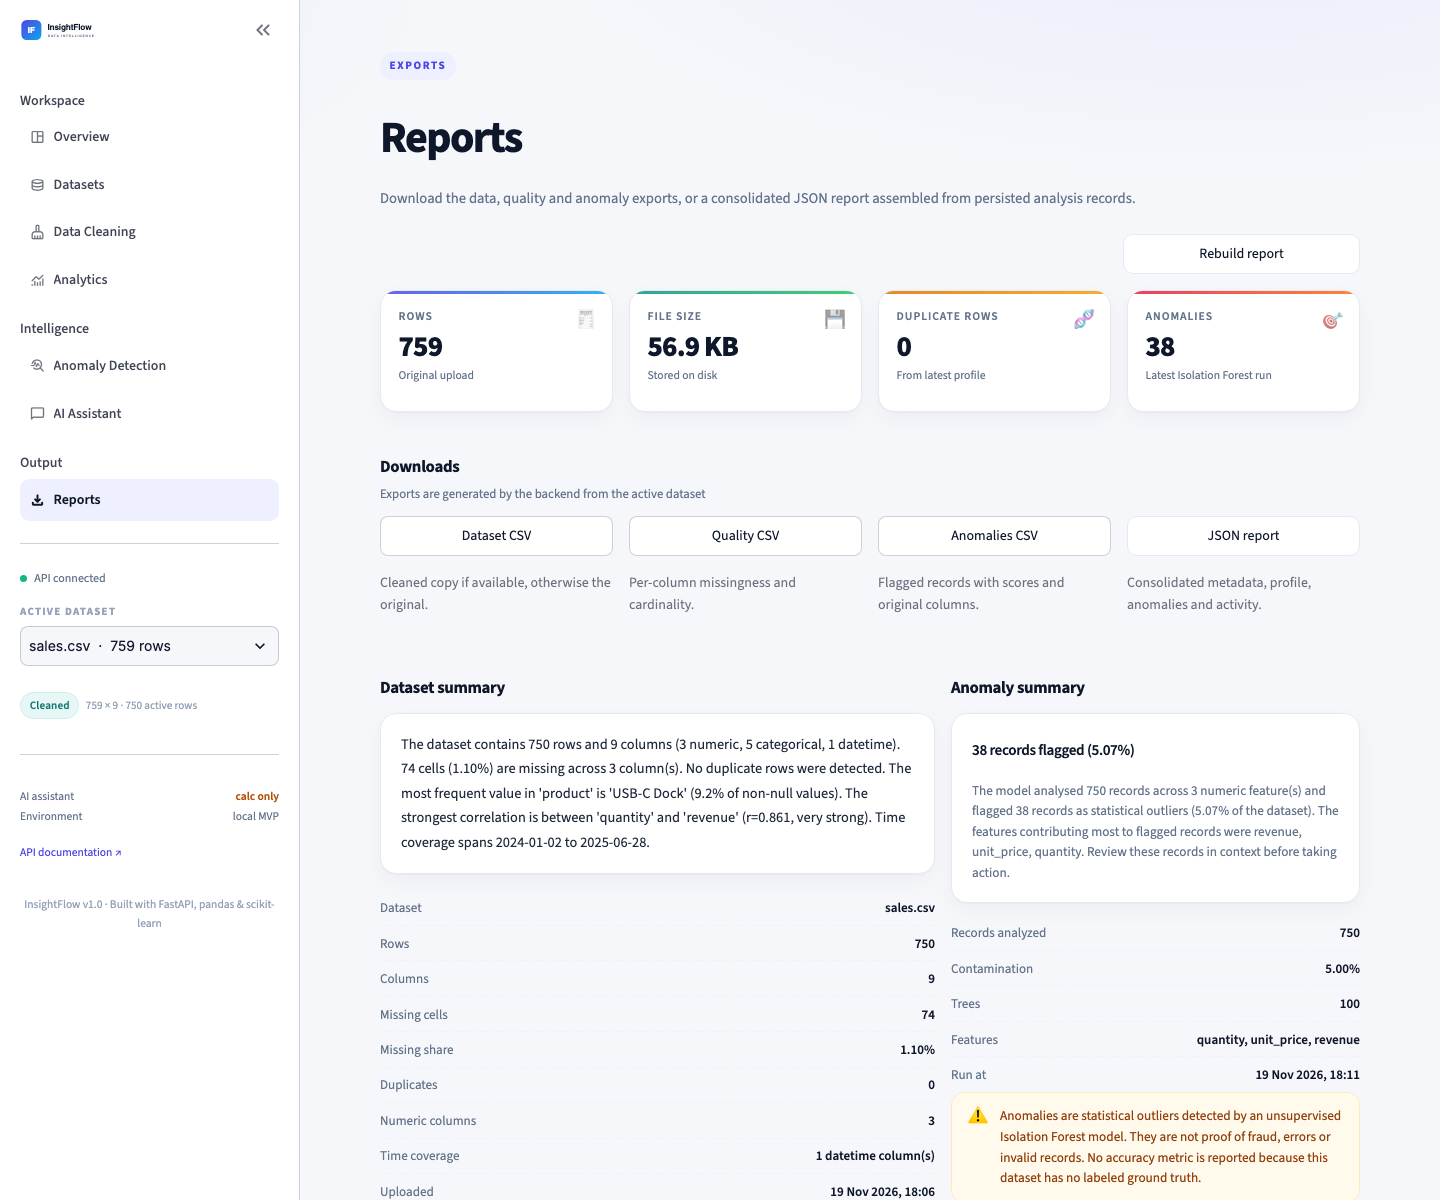 IF InsightFlow
DATA INTELLIGENCE
Workspace
Overview
Datasets
Data Cleaning
Analytics
Intelligence
Anomaly Detection
AI Assistant
Output
Reports
API connected
ACTIVE DATASET
sales.csv · 759 rows
Cleaned 759 × 9 · 750 active rows
AI assistant calc only
Environment local MVP
API documentation ↗
InsightFlow v1.0 · Built with FastAPI, pandas & scikit-
learn
EXPORTS
Reports
Download the data, quality and anomaly exports, or a consolidated JSON report assembled from persisted analysis records.
Rebuild report
ROWS
759
Original upload
FILE SIZE
56.9 KB
Stored on disk
DUPLICATE ROWS
0
From latest profile
ANOMALIES
38
Latest Isolation Forest run
Downloads
Exports are generated by the backend from the active dataset
Dataset CSV
Cleaned copy if available, otherwise the
original.
Quality CSV
Per-column missingness and
cardinality.
Anomalies CSV
Flagged records with scores and
original columns.
JSON report
Consolidated metadata, profile,
anomalies and activity.
Dataset summary
The dataset contains 750 rows and 9 columns (3 numeric, 5 categorical, 1 datetime).
74 cells (1.10%) are missing across 3 column(s). No duplicate rows were detected. The
most frequent value in 'product' is 'USB-C Dock' (9.2% of non-null values). The
strongest correlation is between 'quantity' and 'revenue' (r=0.861, very strong). Time
coverage spans 2024-01-02 to 2025-06-28.
Dataset sales.csv
Rows 750
Columns 9
Missing cells 74
Missing share 1.10%
Duplicates 0
Numeric columns 3
Time coverage 1 datetime column(s)
Uploaded 19 Nov 2026, 18:06
Anomaly summary
38 records flagged (5.07%)
The model analysed 750 records across 3 numeric feature(s) and
flagged 38 records as statistical outliers (5.07% of the dataset). The
features contributing most to flagged records were revenue,
unit_price, quantity. Review these records in context before taking
action.
Records analyzed 750
Contamination 5.00%
Trees 100
Features quantity, unit_price, revenue
Run at 19 Nov 2026, 18:11
Anomalies are statistical outliers detected by an unsupervised
Isolation Forest model. They are not proof of fraud, errors or
invalid records. No accuracy metric is reported because this
dataset has no labeled ground truth.